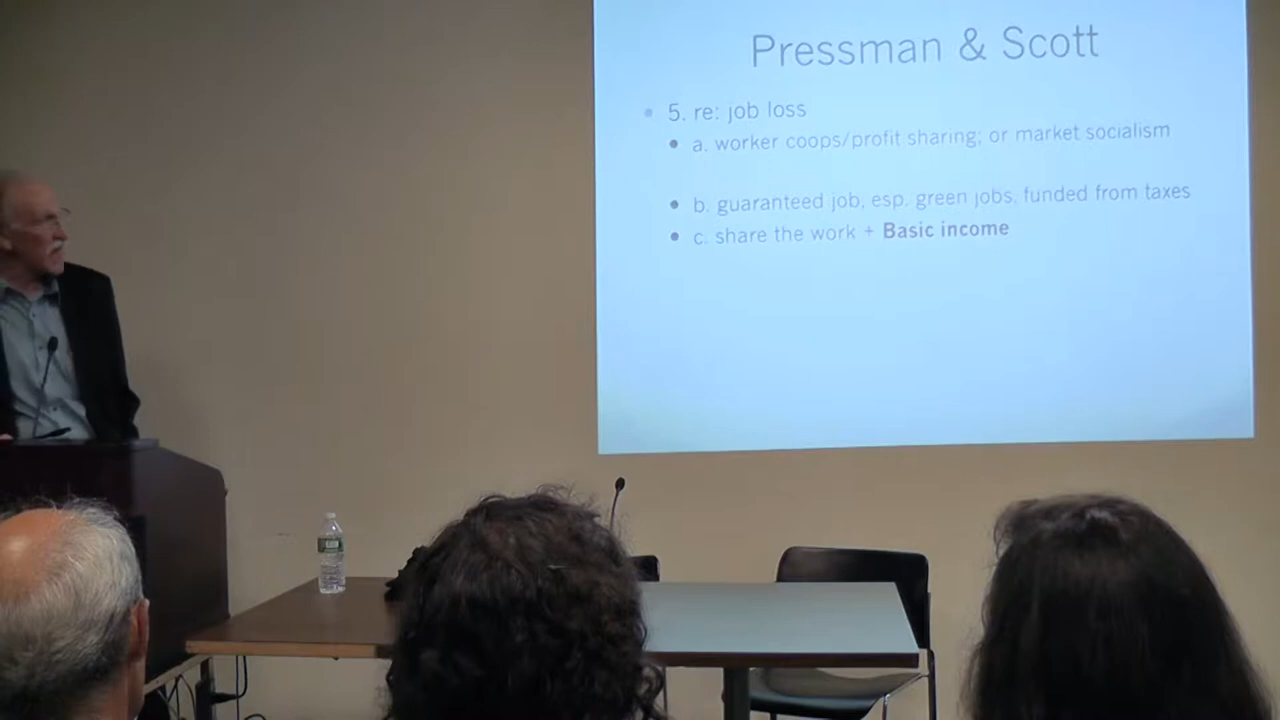 Pressman & Scott
5. re: job loss
a. worker coops/profit sharing; or market socialism
b. guaranteed job, esp. green jobs, funded from taxes
c. share the work + Basic income